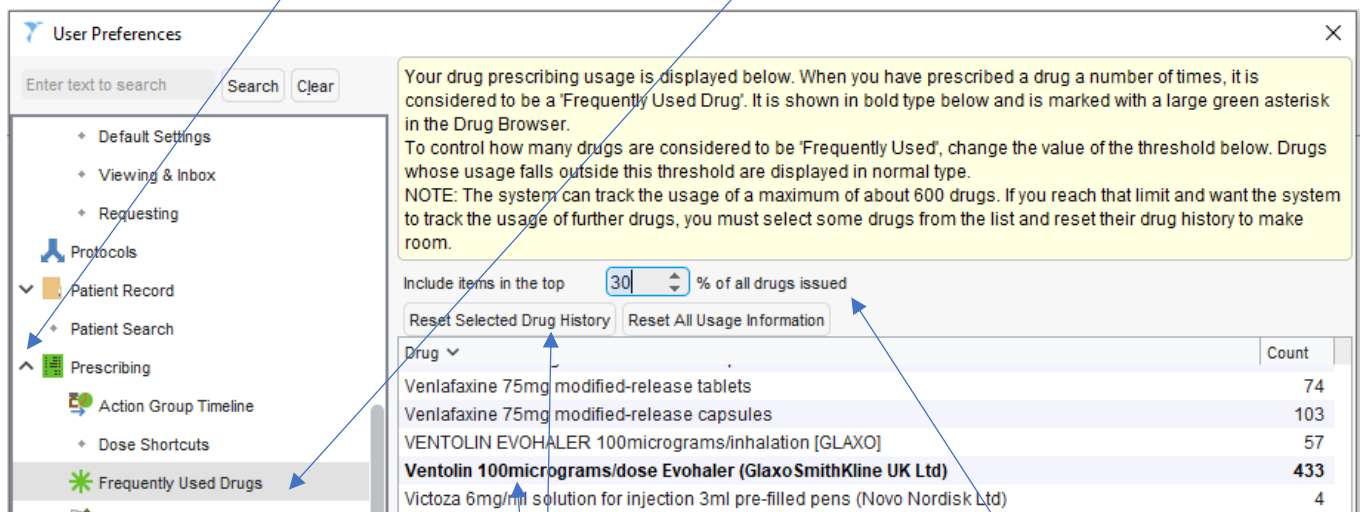 User Preferences
Enter text to search
Search
Clear
Default Settings
Viewing & Inbox
Requesting
Protocols
Patient Record
Patient Search
Prescribing
Action Group Timeline
Dose Shortcuts
Frequently Used Drugs
Your drug prescribing usage is displayed below. When you have prescribed a drug a number of times, it is
considered to be a 'Frequently Used Drug'. It is shown in bold type below and is marked with a large green asterisk
in the Drug Browser.
To control how many drugs are considered to be 'Frequently Used', change the value of the threshold below. Drugs
whose usage falls outside this threshold are displayed in normal type.
NOTE: The system can track the usage of a maximum of about 600 drugs. If you reach that limit and want the system
to track the usage of further drugs, you must select some drugs from the list and reset their drug history to make
room.
Include items in the top 30 % of all drugs issued
Reset Selected Drug History Reset All Usage Information
Drug Count
Venlafaxine 75mg modified-release tablets 74
Venlafaxine 75mg modified-release capsules 103
VENTOLIN EVOHALER 100micrograms/inhalation [GLAXO] 57
Ventolin 100micrograms/dose Evohaler (GlaxoSmithKline UK Ltd) 433
Victoza 6mg/ml solution for injection 3ml pre-filled pens (Novo Nordisk Ltd) 4